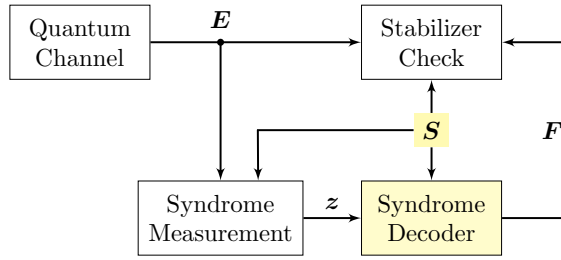 Quantum
Channel
E
Stabilizer
Check
S
F
Syndrome
Measurement
z
Syndrome
Decoder